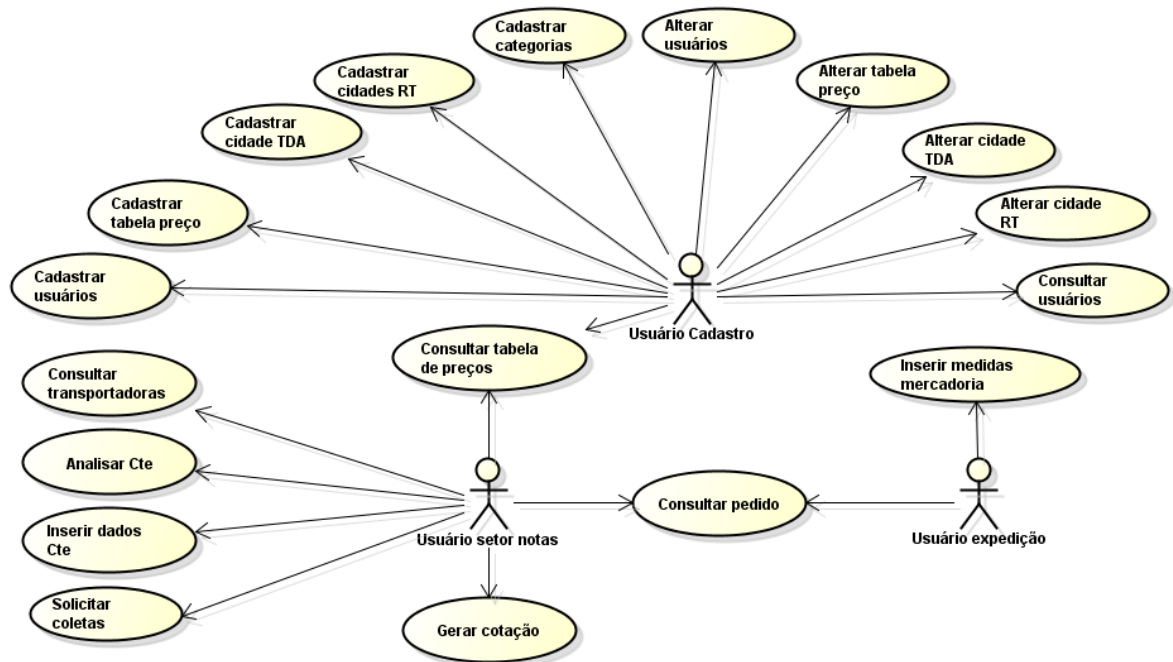 Cadastrar
categorias
Alterar
usuários
Cadastrar
cidades RT
Alterar tabela
preço
Cadastrar
cidade TDA
Alterar cidade
TDA
Cadastrar
tabela preço
Alterar cidade
RT
Cadastrar
usuários
Consultar
usuários
Usuário Cadastro
Consultar tabela
de preços
Consultar
transportadoras
Inserir medidas
mercadoria
Analisar Cte
Consultar pedido
Inserir dados
Cte
Usuário setor notas
Usuário expedição
Solicitar
coletas
Gerar cotação